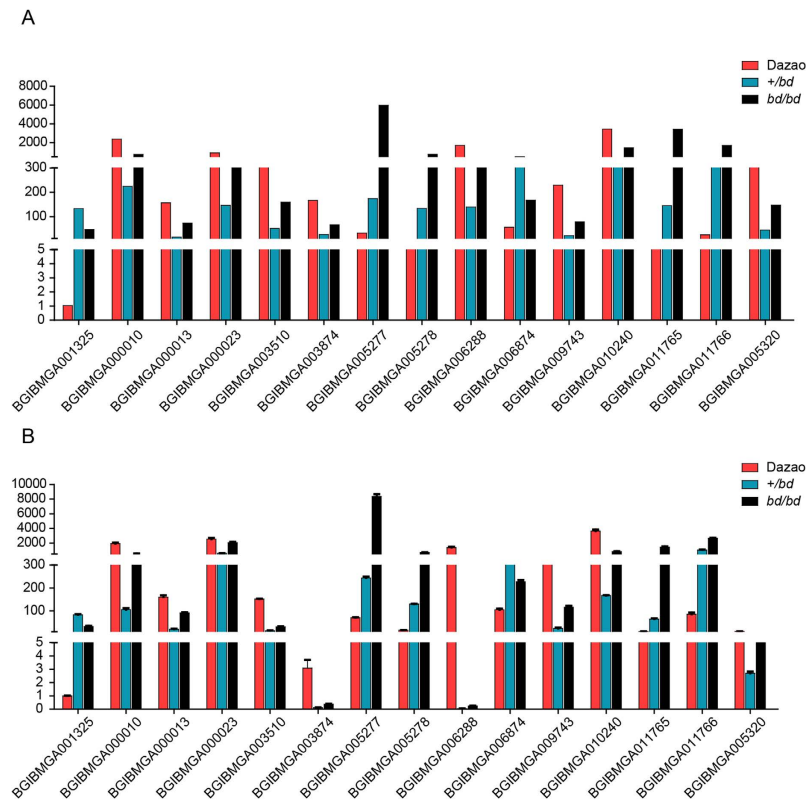 A
Dazao
+/bd
bd/bd
8000
6000
4000
2000
300
200
100
5
4
3
2
1
0
BGIBMGA001325
BGIBMGA000010
BGIBMGA000013
BGIBMGA000023
BGIBMGA003510
BGIBMGA003874
BGIBMGA005277
BGIBMGA005278
BGIBMGA006288
BGIBMGA006874
BGIBMGA009743
BGIBMGA010240
BGIBMGA011765
BGIBMGA011766
BGIBMGA005320
B
Dazao
+/bd
bd/bd
10000
8000
6000
4000
2000
300
200
100
5
4
3
2
1
0
BGIBMGA001325
BGIBMGA000010
BGIBMGA000013
BGIBMGA000023
BGIBMGA003510
BGIBMGA003874
BGIBMGA005277
BGIBMGA005278
BGIBMGA006288
BGIBMGA006874
BGIBMGA009743
BGIBMGA010240
BGIBMGA011765
BGIBMGA011766
BGIBMGA005320